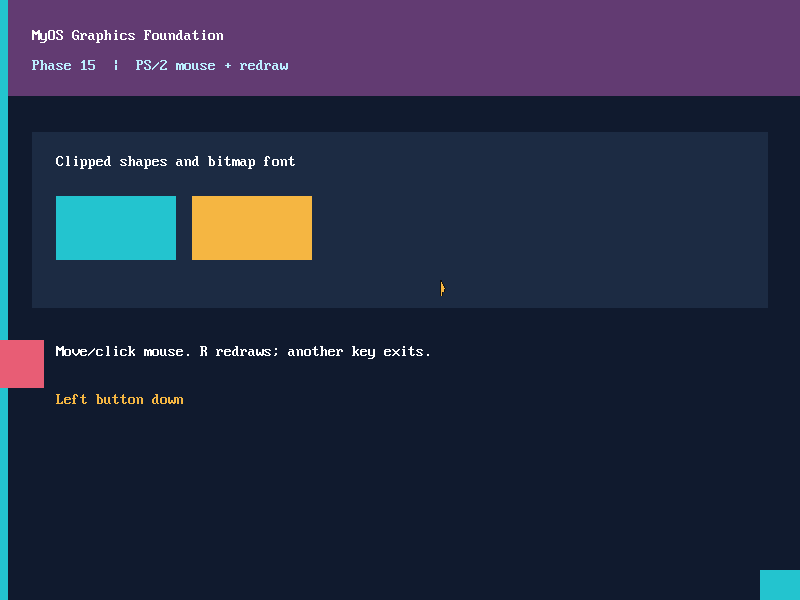 MyOS Graphics Foundation
Phase 15 | PS/2 mouse + redraw
Clipped shapes and bitmap font
Move/click mouse. R redraws; another key exits.
Left button down